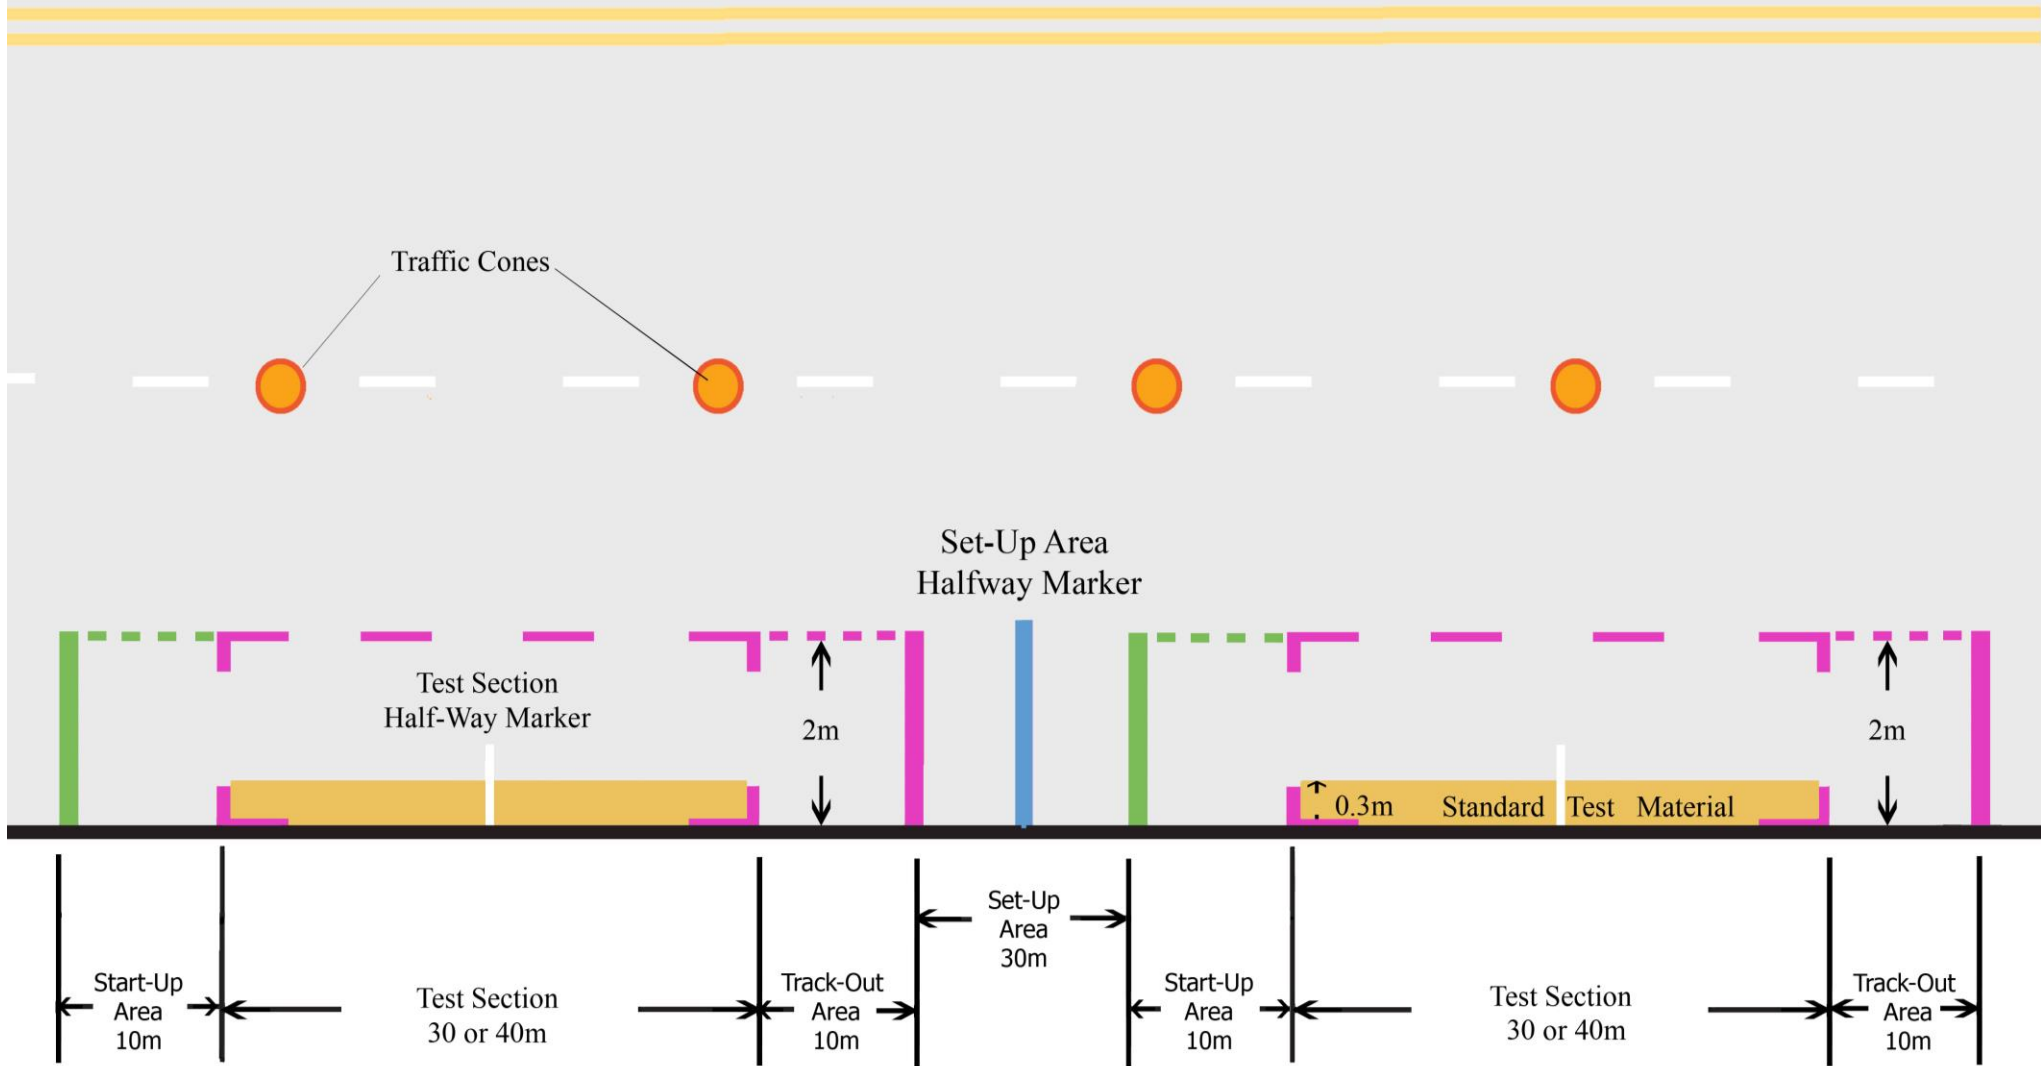 Traffic Cones
Set-Up Area
Halfway Marker
Test Section
Half-Way Marker
2m
2m
0.3m
Standard Test Material
Start-Up
Area
10m
Test Section
30 or 40m
Track-Out
Area
10m
Set-Up
Area
30m
Start-Up
Area
10m
Test Section
30 or 40m
Track-Out
Area
10m